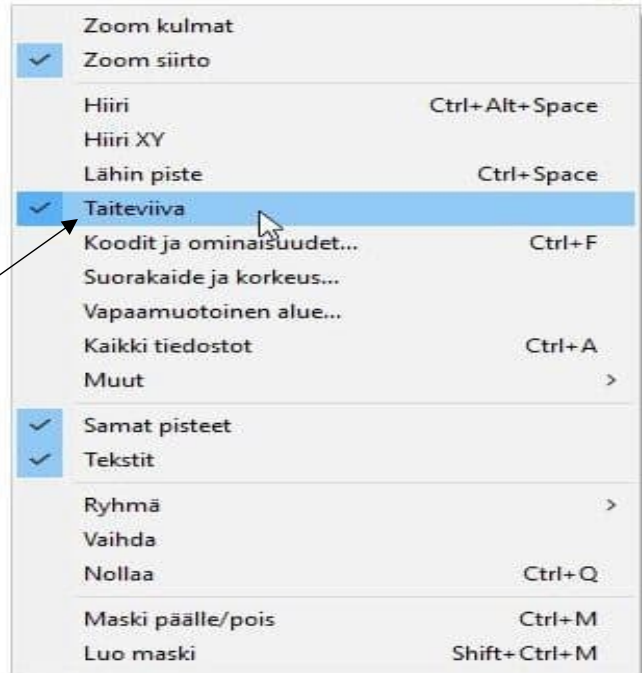 Zoom kulmat
Zoom siirto
Hiiri Ctrl+Alt+Space
Hiiri XY
Lähin piste Ctrl+Space
Taiteviiva
Koodit ja ominaisuudet... Ctrl+F
Suorakaide ja korkeus...
Vapaamuotoinen alue...
Kaikki tiedostot Ctrl+A
Muut >
Samat pisteet
Tekstit
Ryhmä >
Vaihda
Nollaa Ctrl+Q
Maski päälle/pois Ctrl+M
Luo maski Shift+Ctrl+M